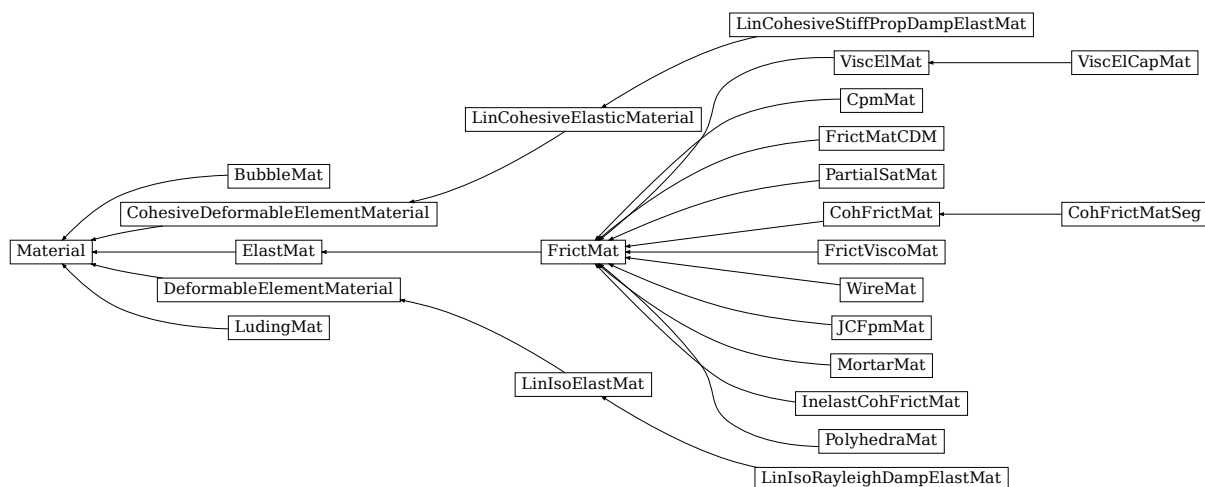 LinCohesiveStiffPropDampElastMat
ViscElMat
ViscElCapMat
CpmMat
LinCohesiveElasticMaterial
FrictMatCDM
BubbleMat
PartialSatMat
CohesiveDeformableElementMaterial
CohFrictMat
CohFrictMatSeg
Material
ElastMat
FrictMat
FrictViscoMat
DeformableElementMaterial
WireMat
LudingMat
JCFpmMat
MortarMat
LinIsoElastMat
InelastCohFrictMat
PolyhedraMat
LinIsoRayleighDampElastMat